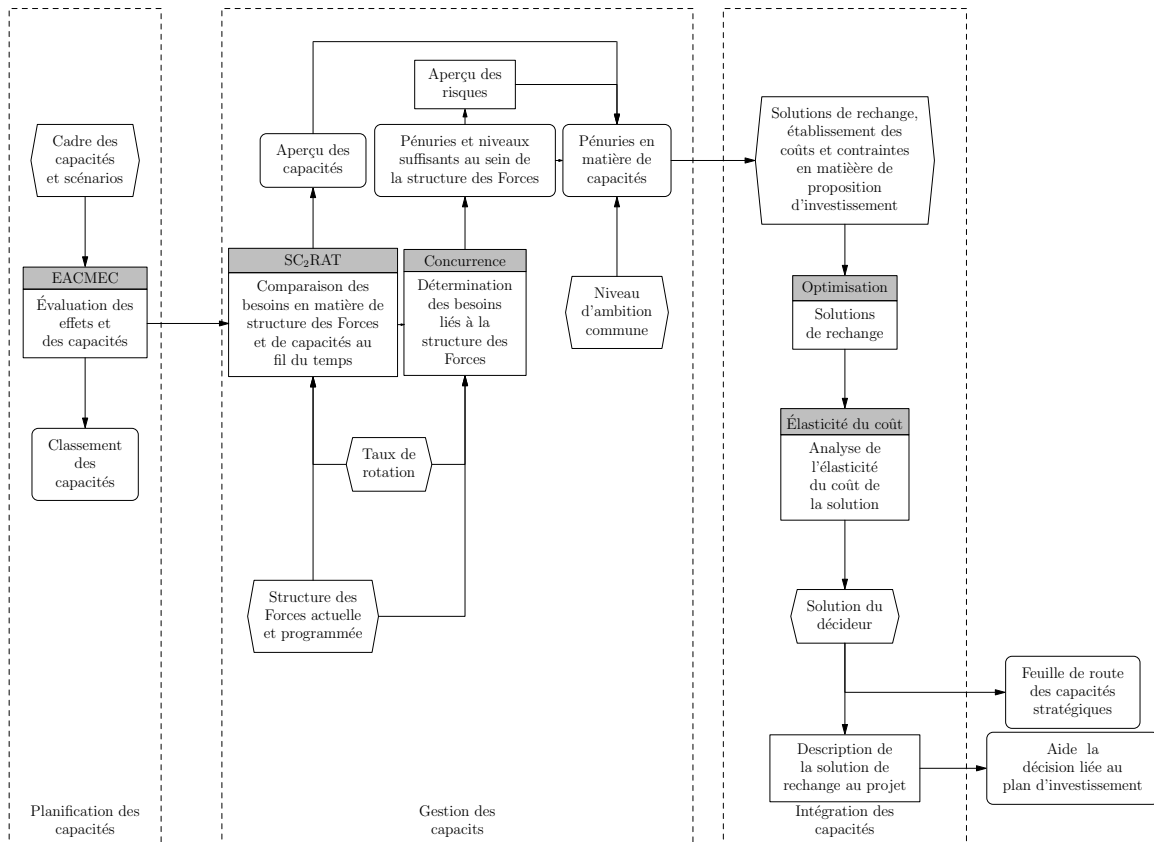 Cadre des
capacités
et scénarios
EACMEC
Évaluation des
effets et
des capacités
Classement
des
capacités
Planification des
capacités
Aperçu des
risques
Aperçu des
capacités
Pénuries et niveaux
suffisants au sein de
la structure des Forces
Pénuries en
matière de
capacités
SC₂RAT
Comparaison des
besoins en matière de
structure des Forces
et de capacités au
fil du temps
Concurrence
Détermination
des besoins
liés à la
structure des
Forces
Niveau
d'ambition
commune
Taux de
rotation
Structure des
Forces actuelle
et programmée
Gestion des
capacits
Solutions de rechange,
établissement des
coûts et contraintes
en matièère de
proposition
d'investissement
Optimisation
Solutions
de rechange
Élasticité du coût
Analyse de
l'élasticité
du coût de
la solution
Solution du
décideur
Description de
la solution de
rechange au projet
Intégration des
capacités
Feuille de route
des capacités
stratégiques
Aide la
décision liée au
plan d'investissement